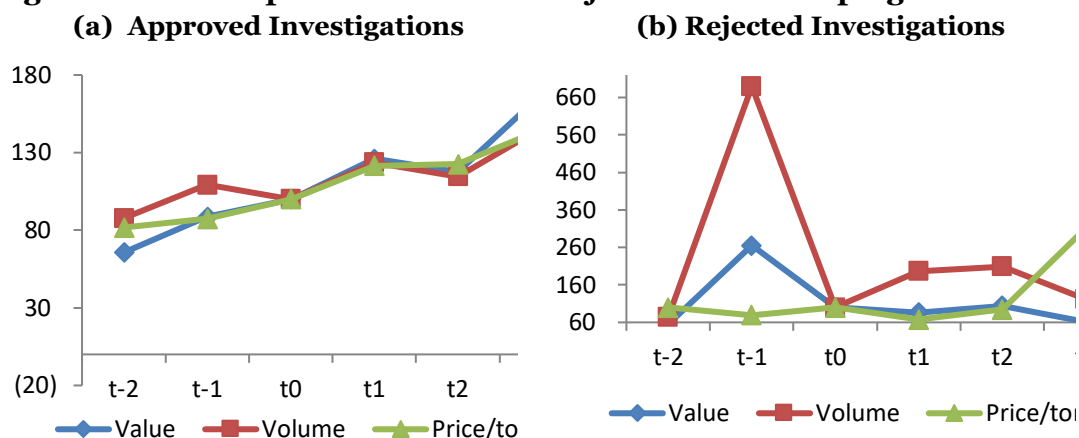 (a) Approved Investigations
180
130
80
30
(20)
t-2 t-1 t0 t1 t2
Value Volume Price/to
(b) Rejected Investigations
660
560
460
360
260
160
60
t-2 t-1 t0 t1 t2
Value Volume Price/ton